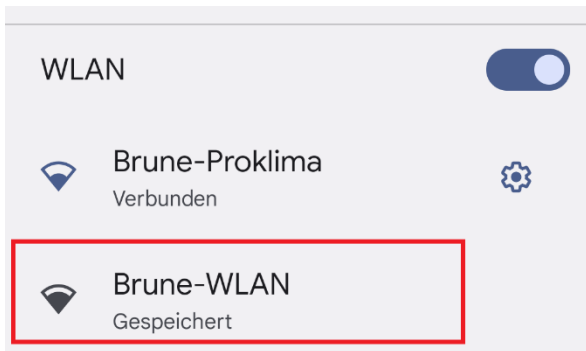 WLAN
Brune-Proklima
Verbunden
Brune-WLAN
Gespeichert